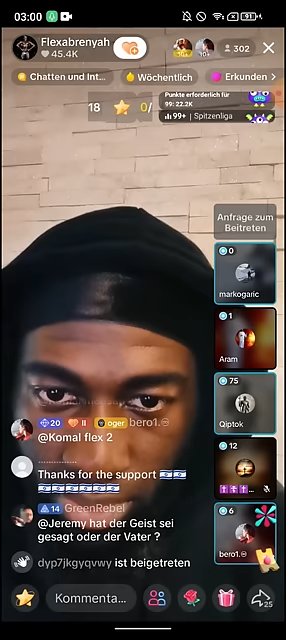 03:00
91
Flexabrenyah
45.4K
302
Chatten und Int...
Wöchentlich
Erkunden
18
0/
Punkte erforderlich für
99: 22.2K
99+ | Spitzenliga
Anfrage zum
Beitreten
0
markogaric
1
Aram
75
Qiptok
12
6
bero1.
20 II oger bero1.
@Komal flex 2
Thanks for the support 🇮🇱🇮🇱
🇮🇱🇮🇱🇮🇱🇮🇱🇮🇱🇮🇱
14 GreenRebel
@Jeremy hat der Geist sei
gesagt oder der Vater ?
dyp7jkgyqvwy ist beigetreten
Kommenta...
25